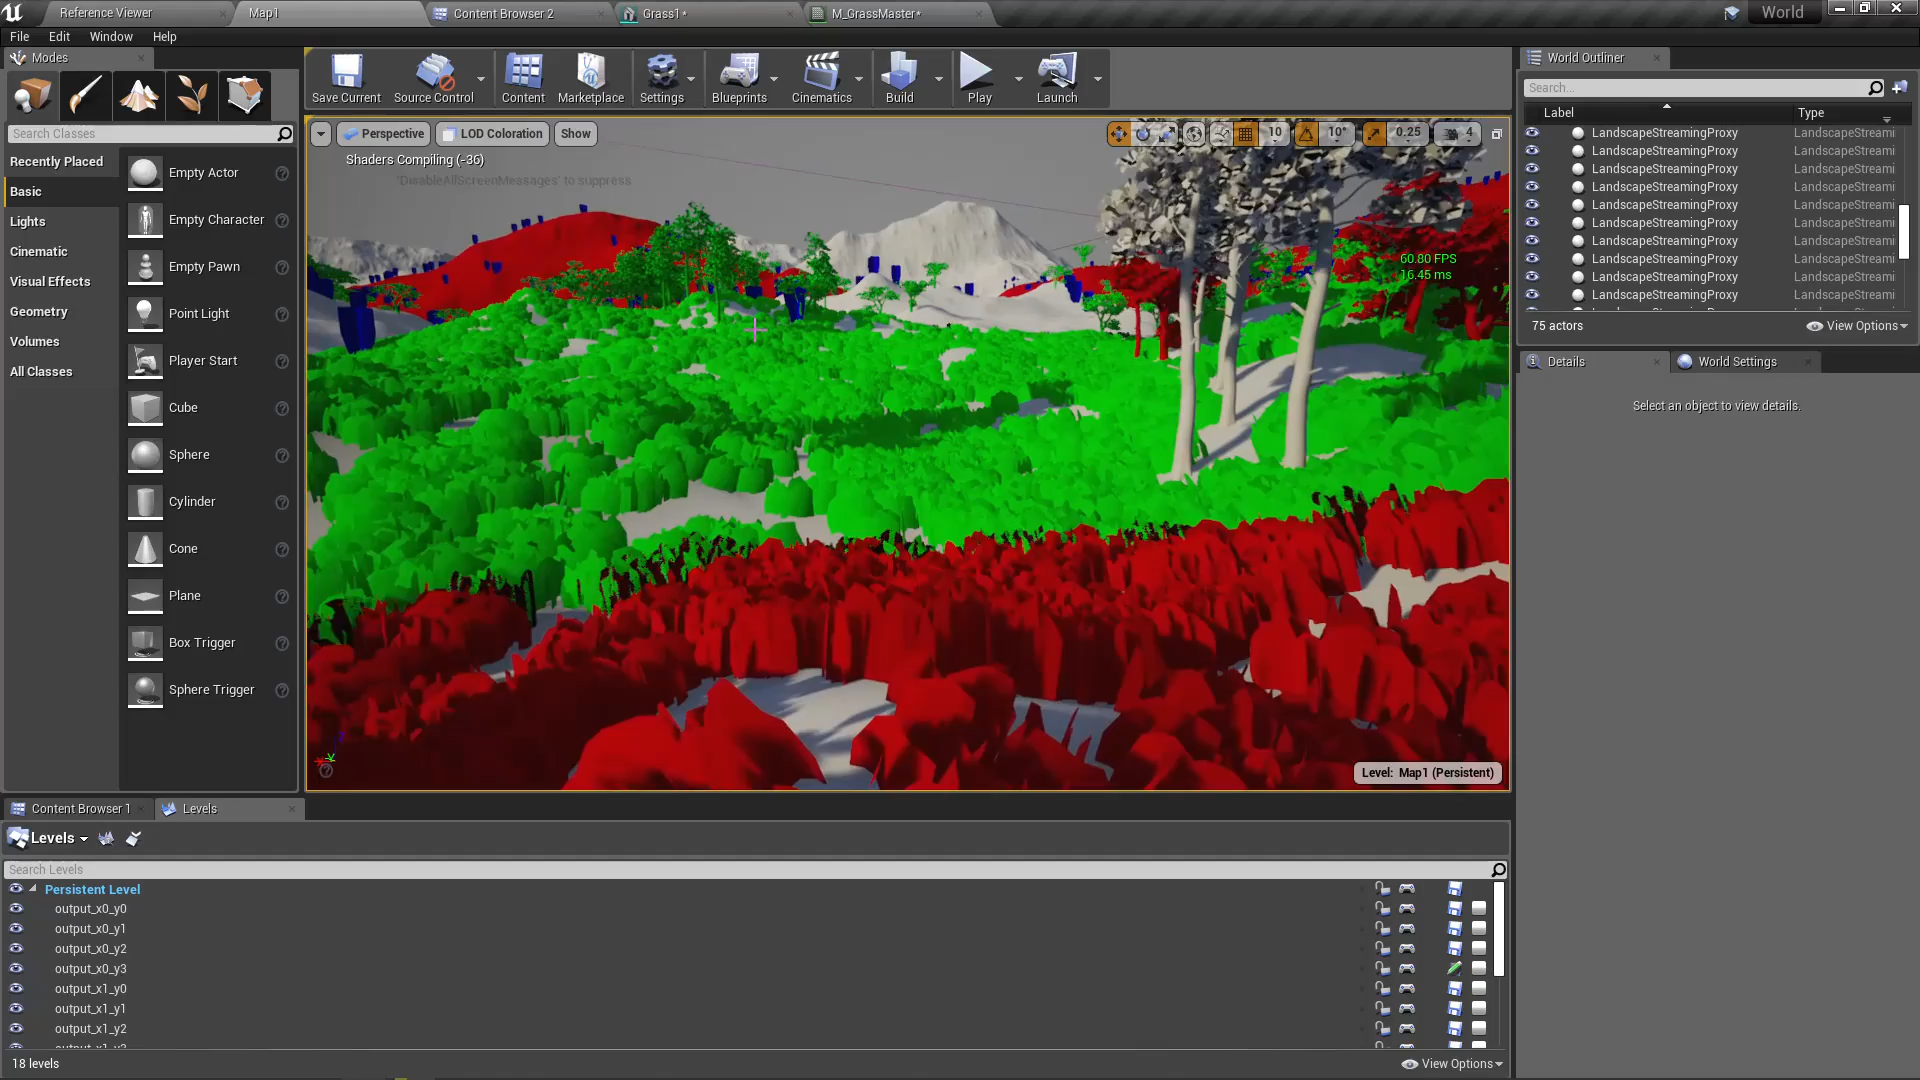 Reference Viewer
Map1
Content Browser 2
Grass1*
M_GrassMaster*
World
File
Edit
Window
Help
Modes
Search Classes
Recently Placed
Basic
Lights
Cinematic
Visual Effects
Geometry
Volumes
All Classes
Empty Actor
Empty Character
Empty Pawn
Point Light
Player Start
Cube
Sphere
Cylinder
Cone
Plane
Box Trigger
Sphere Trigger
Save Current
Source Control
Content
Marketplace
Settings
Blueprints
Cinematics
Build
Play
Launch
Perspective
LOD Coloration
Show
10
10°
0.25
4
Shaders Compiling (-36)
'DisableAllScreenMessages' to suppress
60.80 FPS
16.45 ms
Level: Map1 (Persistent)
World Outliner
Search...
Label
Type
LandscapeStreamingProxy LandscapeStreami
LandscapeStreamingProxy LandscapeStreami
LandscapeStreamingProxy LandscapeStreami
LandscapeStreamingProxy LandscapeStreami
LandscapeStreamingProxy LandscapeStreami
LandscapeStreamingProxy LandscapeStreami
LandscapeStreamingProxy LandscapeStreami
LandscapeStreamingProxy LandscapeStreami
LandscapeStreamingProxy LandscapeStreami
LandscapeStreamingProxy LandscapeStreami
75 actors
View Options
Details
World Settings
Select an object to view details.
Content Browser 1
Levels
Levels
Search Levels
Persistent Level
output_x0_y0
output_x0_y1
output_x0_y2
output_x0_y3
output_x1_y0
output_x1_y1
output_x1_y2
18 levels
View Options